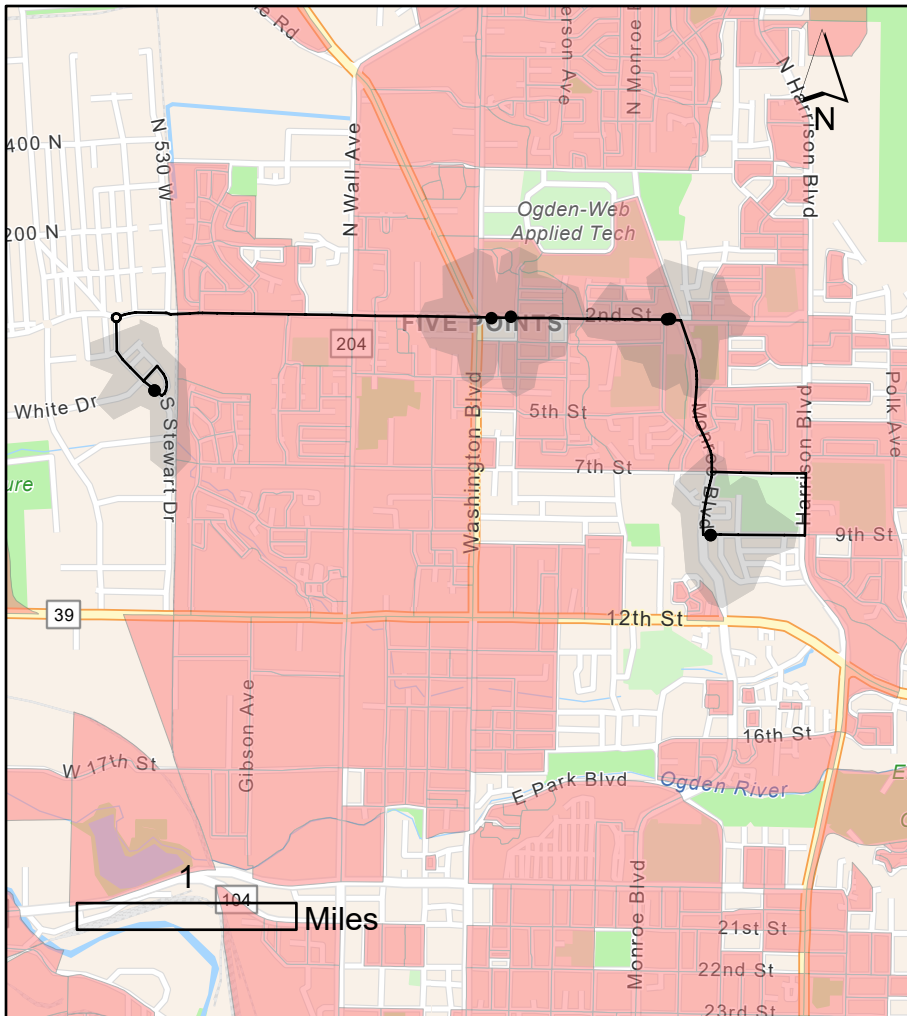 N Monroe
N Harrison Blvd
N
400 N
N 530 W
N Wall Ave
200 N
Ogden-Web
Applied Tech
FIVE POINTS
2nd St
204
White Dr
S Stewart Dr
5th St
Washington Blvd
Monroe Blvd
Harrison Blvd
Polk Ave
7th St
9th St
39
12th St
Gibson Ave
16th St
W 17th St
E Park Blvd
Ogden River
1
104
Miles
Monroe Blvd
21st St
22nd St
23rd St